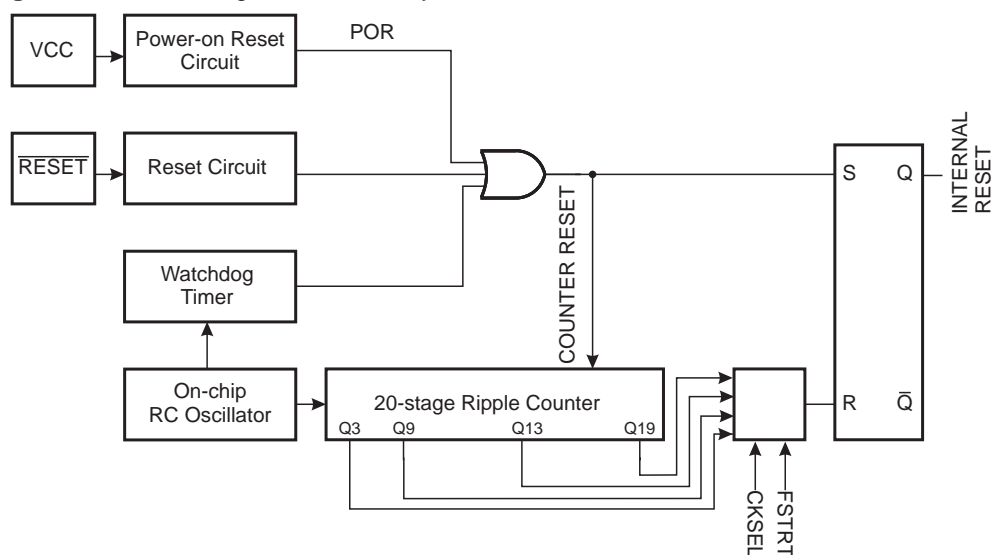 VCC
Power-on Reset
Circuit
POR
RESET
Reset Circuit
Watchdog
Timer
On-chip
RC Oscillator
COUNTER RESET
20-stage Ripple Counter
Q3
Q9
Q13
Q19
CKSEL
FSTRT
S
Q
R
Q̅
INTERNAL
RESET